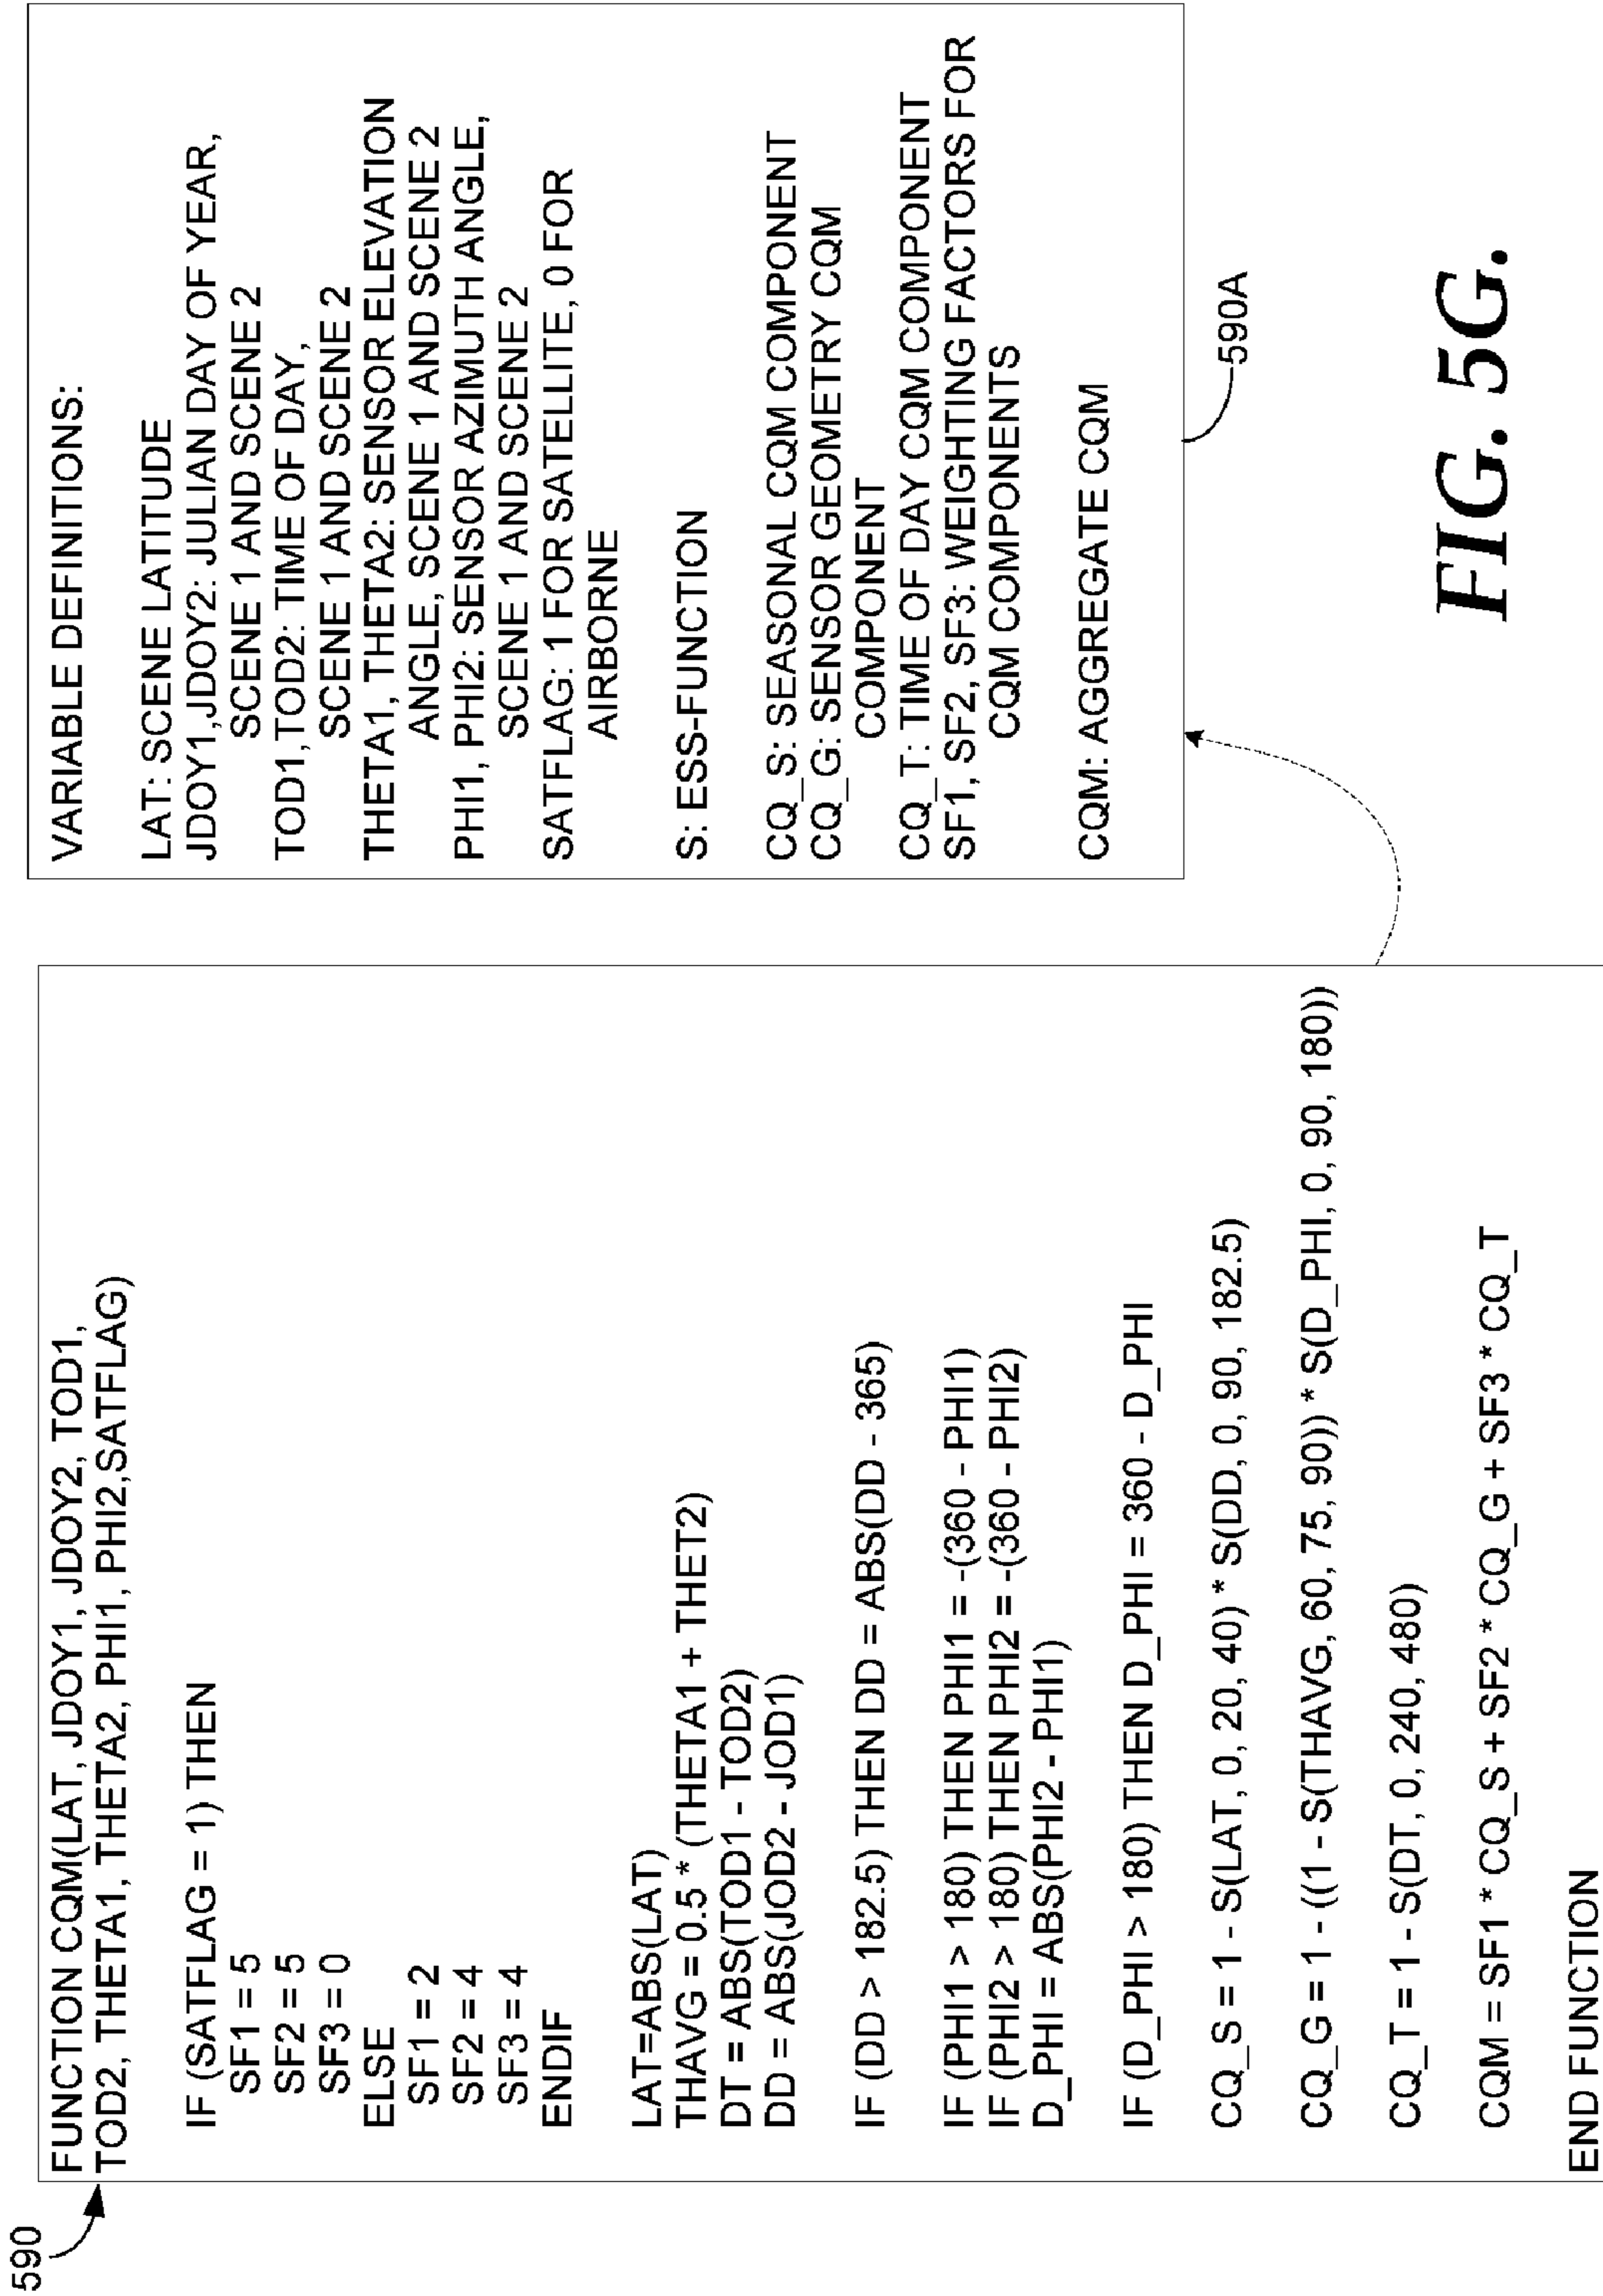 590
FUNCTION CQM(LAT, JDOY1, JDOY2, TOD1,
TOD2, THETA1, THETA2, PHI1, PHI2,SATFLAG)
IF (SATFLAG = 1) THEN
SF1 = 5
SF2 = 5
SF3 = 0
ELSE
SF1 = 2
SF2 = 4
SF3 = 4
ENDIF
LAT=ABS(LAT)
THAVG = 0.5 * (THETA1 + THET2)
DT = ABS(TOD1 - TOD2)
DD = ABS(JOD2 - JOD1)
IF (DD > 182.5) THEN DD = ABS(DD - 365)
IF (PHI1 > 180) THEN PHI1 = -(360 - PHI1)
IF (PHI2 > 180) THEN PHI2 = -(360 - PHI2)
D_PHI = ABS(PHI2 - PHI1)
IF (D_PHI > 180) THEN D_PHI = 360 - D_PHI
CQ_S = 1 - S(LAT, 0, 20, 40) * S(DD, 0, 90, 182.5)
CQ_G = 1 - ((1 - S(THAVG, 60, 75, 90)) * S(D_PHI, 0, 90, 180))
CQ_T = 1 - S(DT, 0, 240, 480)
CQM = SF1 * CQ_S + SF2 * CQ_G + SF3 * CQ_T
END FUNCTION
VARIABLE DEFINITIONS:
LAT: SCENE LATITUDE
JDOY1,JDOY2: JULIAN DAY OF YEAR,
SCENE 1 AND SCENE 2
TOD1,TOD2: TIME OF DAY,
SCENE 1 AND SCENE 2
THETA1, THETA2: SENSOR ELEVATION
ANGLE, SCENE 1 AND SCENE 2
PHI1, PHI2: SENSOR AZIMUTH ANGLE,
SCENE 1 AND SCENE 2
SATFLAG: 1 FOR SATELLITE, 0 FOR
AIRBORNE
S: ESS-FUNCTION
CQ_S: SEASONAL CQM COMPONENT
CQ_G: SENSOR GEOMETRY CQM
COMPONENT
CQ_T: TIME OF DAY CQM COMPONENT
SF1, SF2, SF3: WEIGHTING FACTORS FOR
CQM COMPONENTS
CQM: AGGREGATE CQM
590A
FIG. 5G.